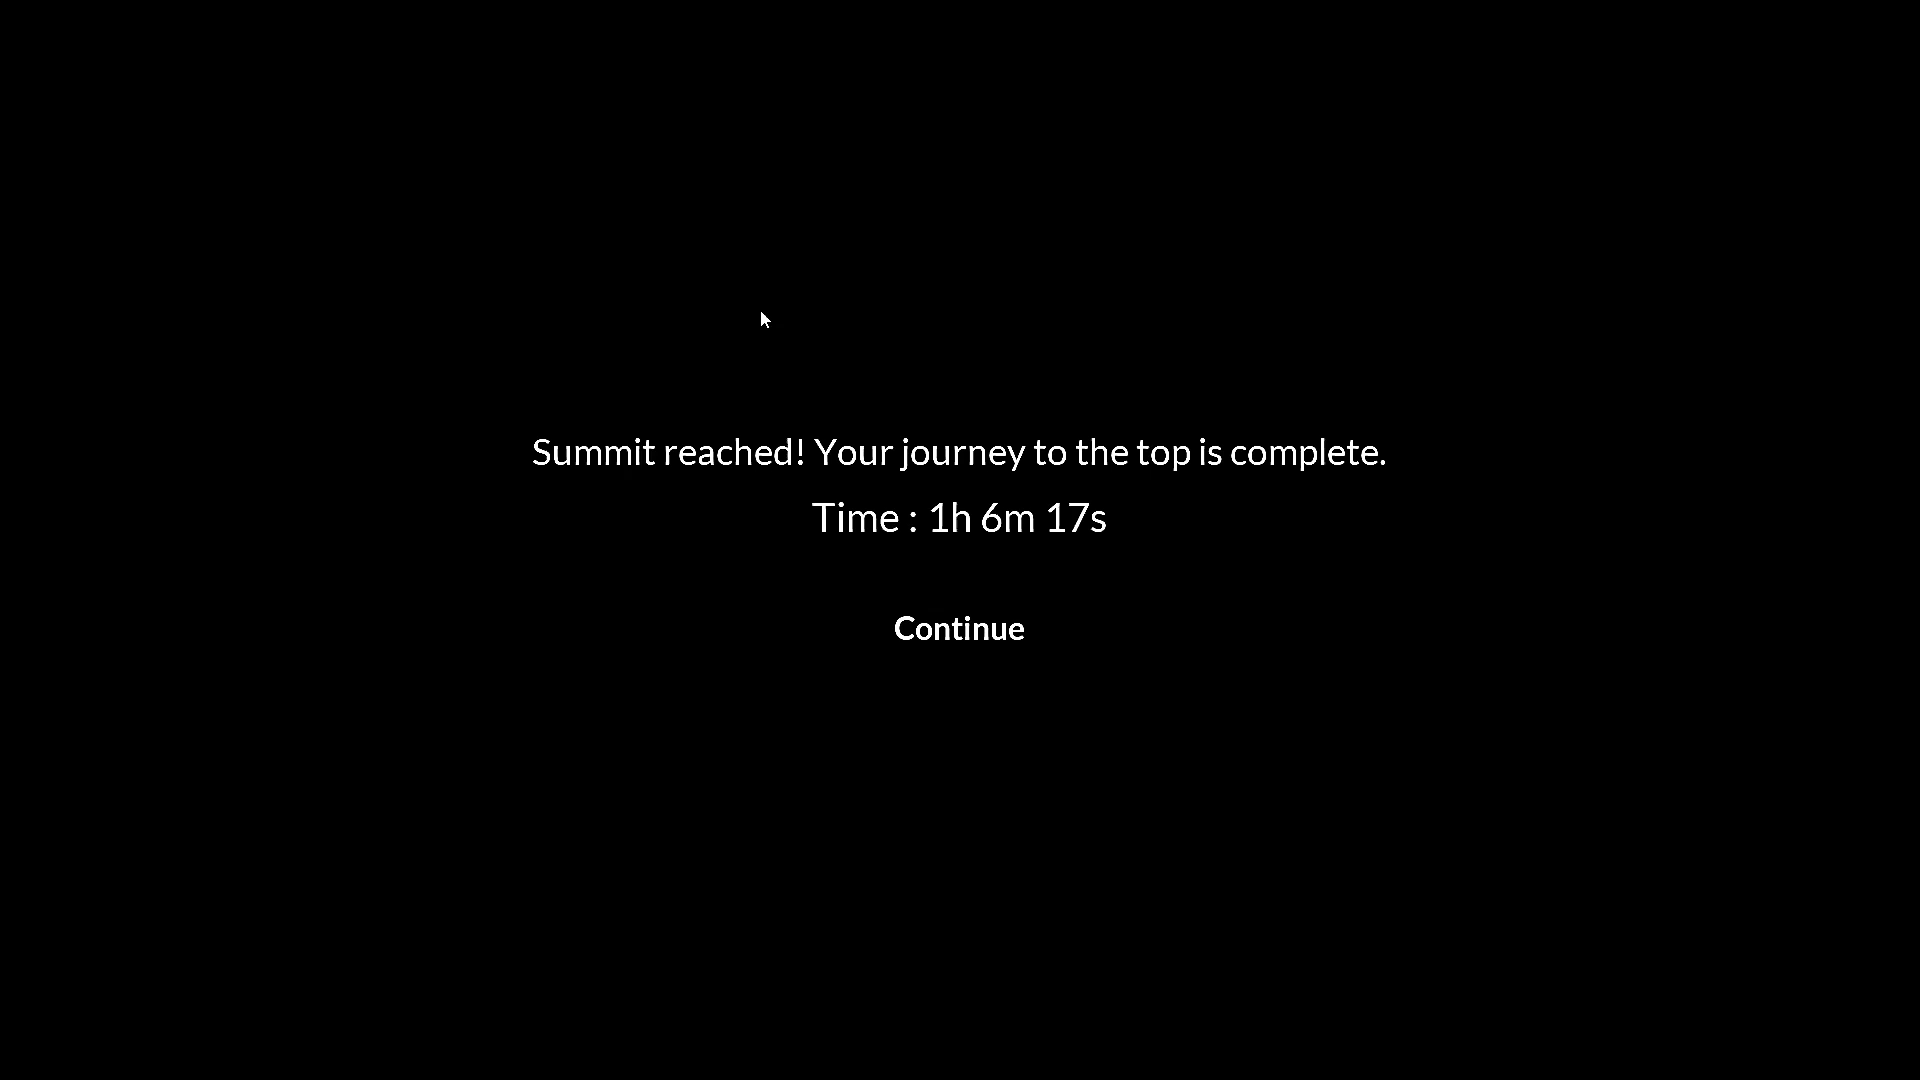 Summit reached! Your journey to the top is complete.
Time : 1h 6m 17s
Continue